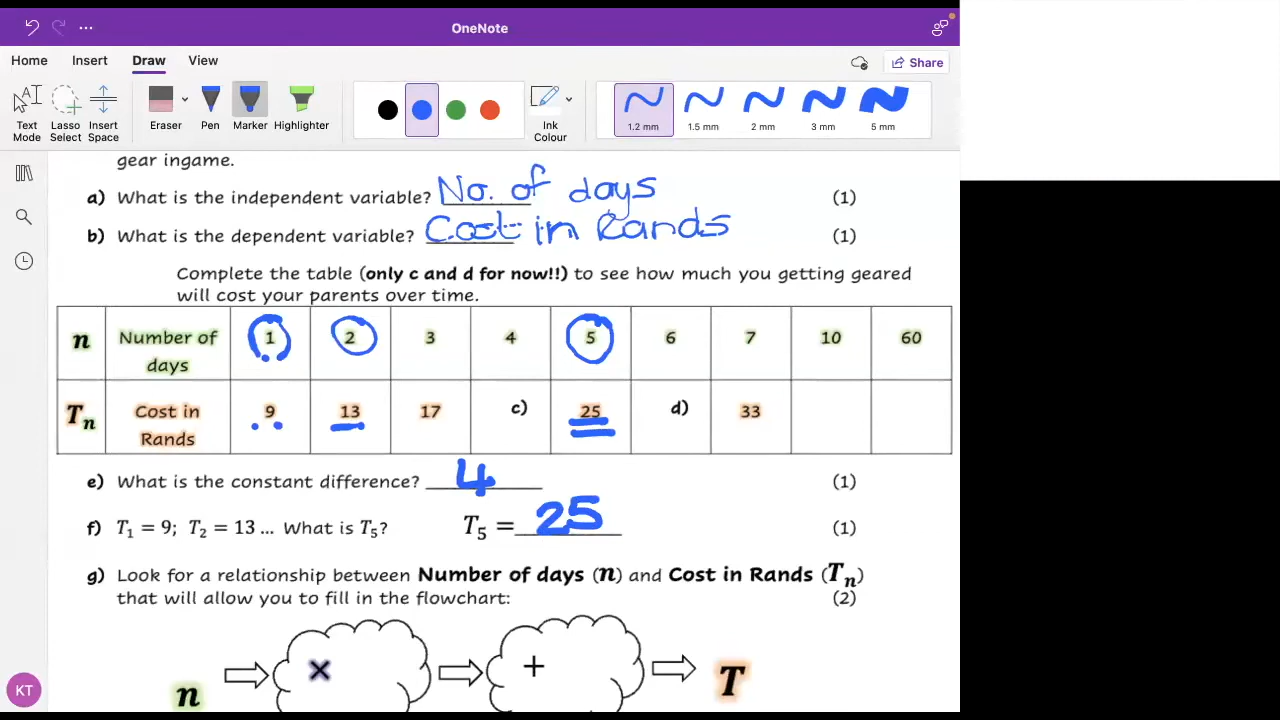 OneNote
Home Insert Draw View Share
Text Mode Lasso Select Insert Space Eraser Pen Marker Highlighter Ink Colour 1.2 mm 1.5 mm 2 mm 3 mm 5 mm
gear ingame.
a) What is the independent variable? No. of days (1)
b) What is the dependent variable? Cost in Rands (1)
Complete the table (only c and d for now!!) to see how much you getting geared
will cost your parents over time.
n Number of days 1 2 3 4 5 6 7 10 60
Tn Cost in Rands 9 13 17 c) 25 d) 33
e) What is the constant difference? 4 (1)
f) T1 = 9; T2 = 13 ... What is T5? T5 = 25 (1)
g) Look for a relationship between Number of days (n) and Cost in Rands (Tn)
that will allow you to fill in the flowchart: (2)
n × + T
KT